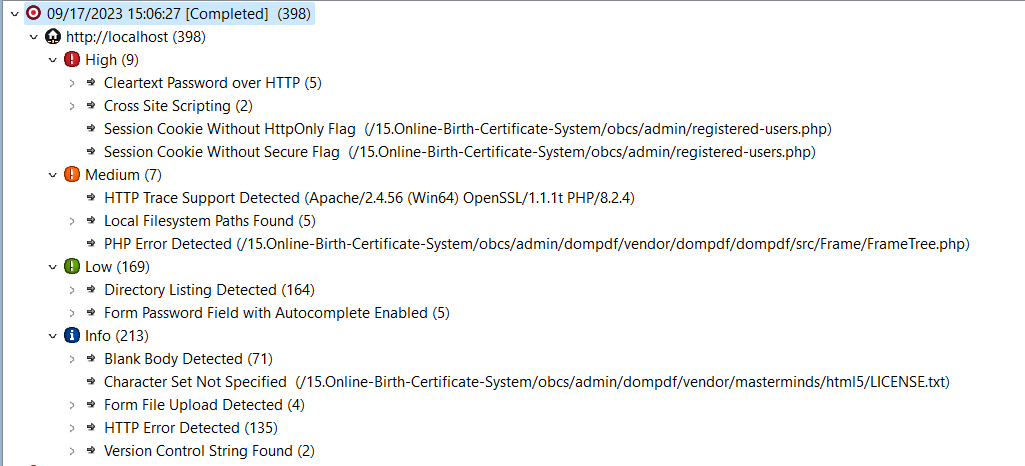 09/17/2023 15:06:27 [Completed] (398)
http://localhost (398)
High (9)
Cleartext Password over HTTP (5)
Cross Site Scripting (2)
Session Cookie Without HttpOnly Flag (/15.Online-Birth-Certificate-System/obcs/admin/registered-users.php)
Session Cookie Without Secure Flag (/15.Online-Birth-Certificate-System/obcs/admin/registered-users.php)
Medium (7)
HTTP Trace Support Detected (Apache/2.4.56 (Win64) OpenSSL/1.1.1t PHP/8.2.4)
Local Filesystem Paths Found (5)
PHP Error Detected (/15.Online-Birth-Certificate-System/obcs/admin/dompdf/vendor/dompdf/dompdf/src/Frame/FrameTree.php)
Low (169)
Directory Listing Detected (164)
Form Password Field with Autocomplete Enabled (5)
Info (213)
Blank Body Detected (71)
Character Set Not Specified (/15.Online-Birth-Certificate-System/obcs/admin/dompdf/vendor/masterminds/html5/LICENSE.txt)
Form File Upload Detected (4)
HTTP Error Detected (135)
Version Control String Found (2)